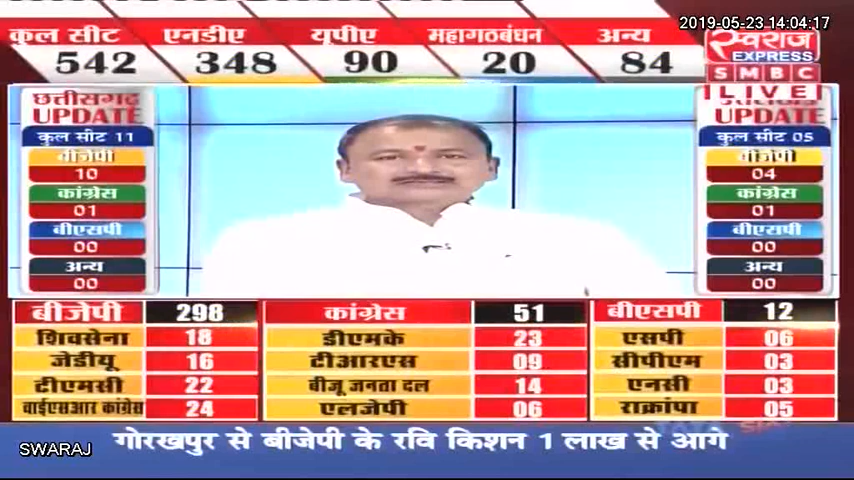 2019-05-23 14:04:17
कुल सीट एनडीए यूपीए महागठबंधन अन्य
542 348 90 20 84
स्वराज
EXPRESS
SMBC
LIVE
छत्तीसगढ़
UPDATE
कुल सीट 11
बीजेपी
10
कांग्रेस
01
बीएसपी
00
अन्य
00
UPDATE
कुल सीट 05
बीजेपी
04
कांग्रेस
01
बीएसपी
00
अन्य
00
बीजेपी 298 कांग्रेस 51 बीएसपी 12
शिवसेना 18 डीएमके 23 एसपी 06
जेडीयू 16 टीआरएस 09 सीपीएम 03
टीएमसी 22 बीजू जनता दल 14 एनसी 03
वाईएसआर कांग्रेस 24 एलजेपी 06 राकांपा 05
गोरखपुर से बीजेपी के रवि किशन 1 लाख से आगे
SWARAJ